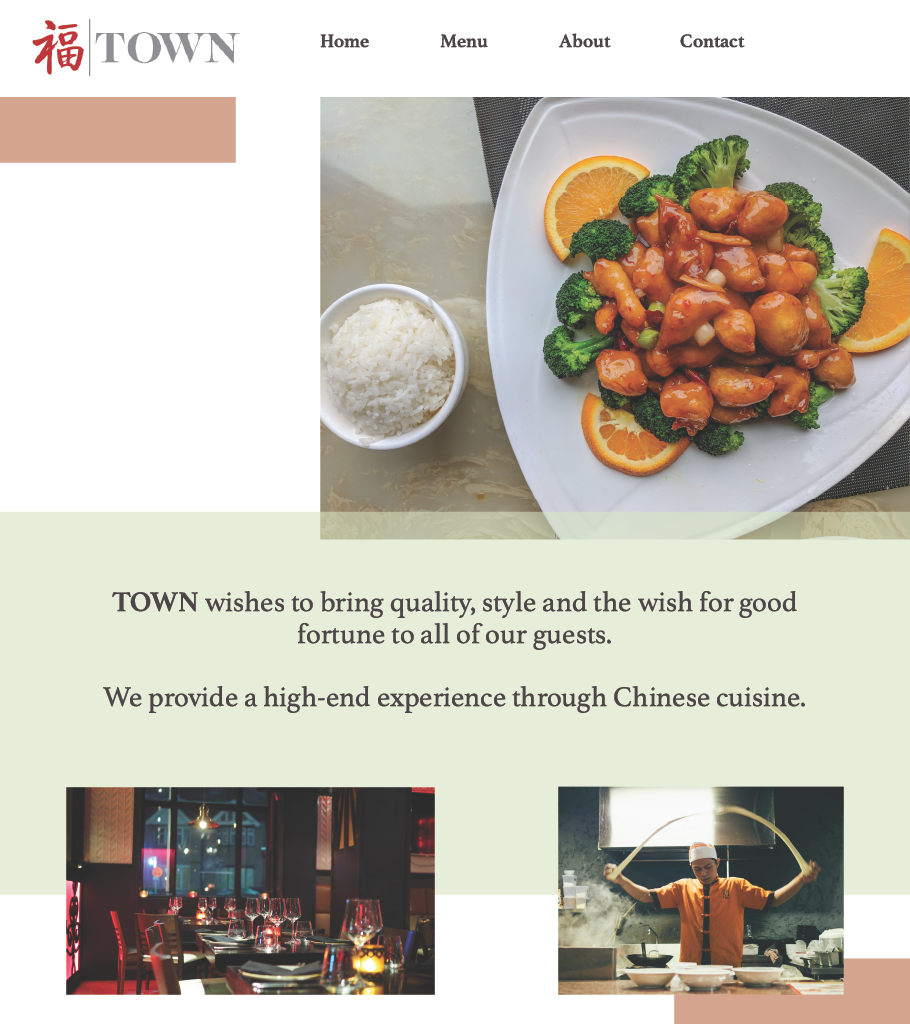 福 TOWN
Home Menu About Contact
TOWN wishes to bring quality, style and the wish for good
fortune to all of our guests.
We provide a high-end experience through Chinese cuisine.